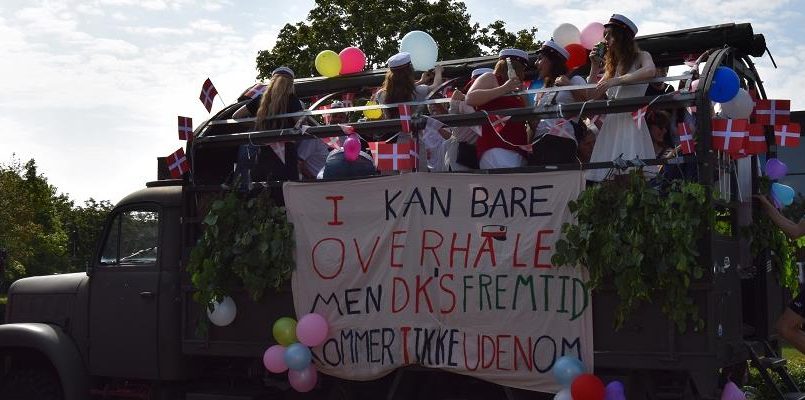 I KAN BARE
OVERHALE
MEN DK'S FREMTID
KOMMER I IKKE UDENOM